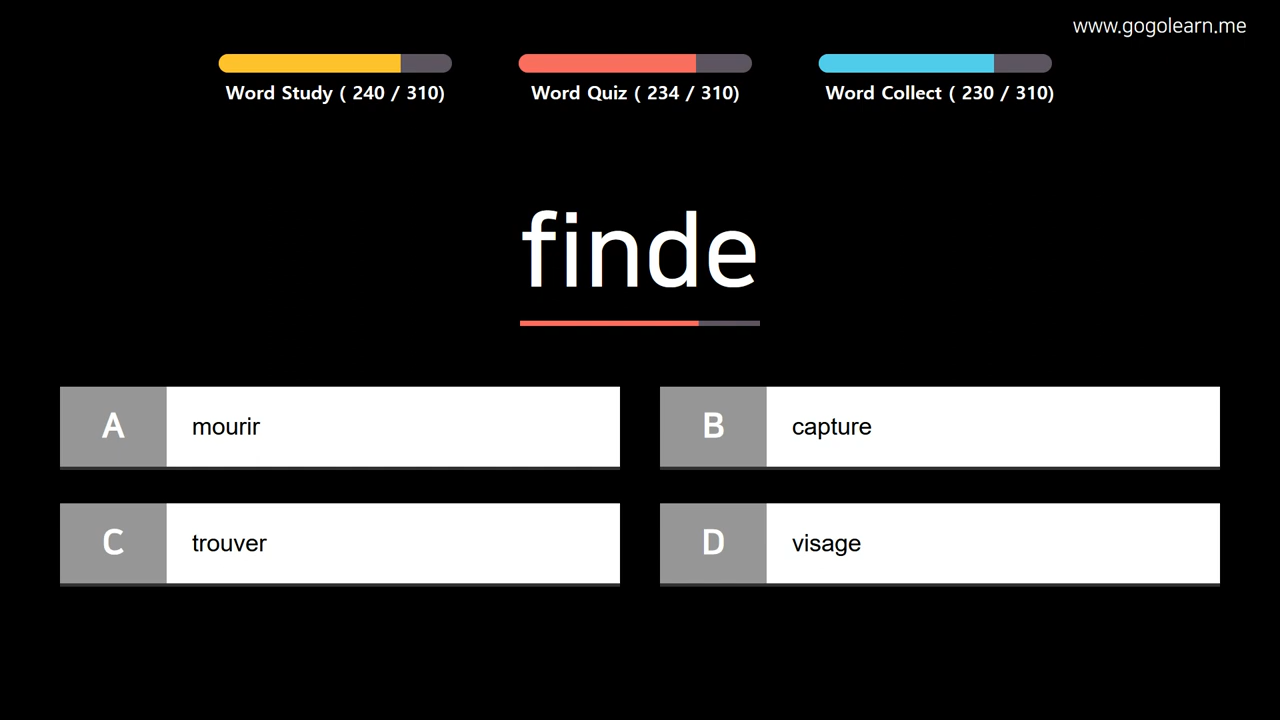 www.gogolearn.me
Word Study ( 240 / 310)
Word Quiz ( 234 / 310)
Word Collect ( 230 / 310)
finde
A mourir
B capture
C trouver
D visage